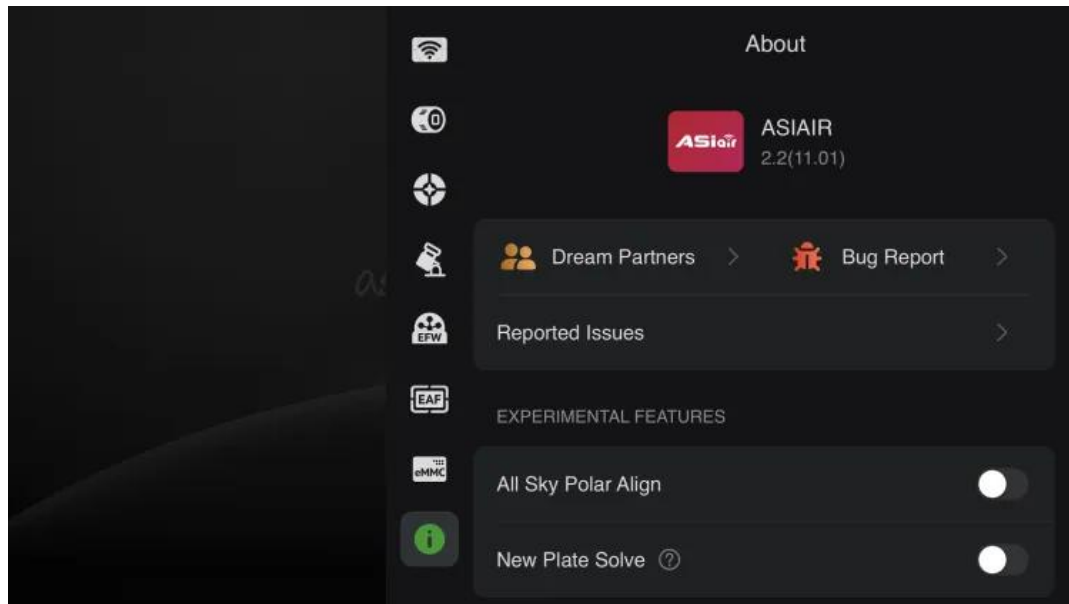 About
ASIAIR
ASIAIR
2.2(11.01)
Dream Partners
Bug Report
EFW
Reported Issues
EAF
EXPERIMENTAL FEATURES
eMMC
All Sky Polar Align
i
New Plate Solve ?